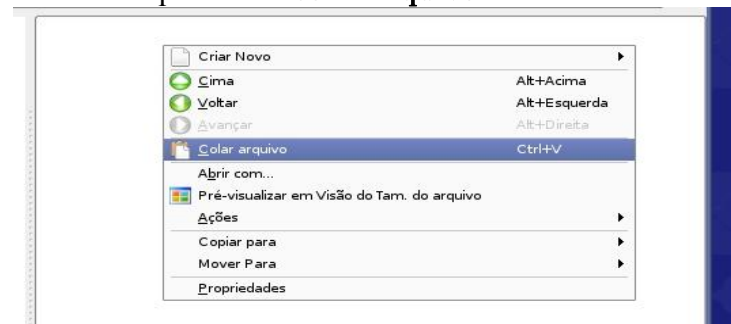 Criar Novo
Cima Alt+Acima
Voltar Alt+Esquerda
Avançar Alt+Direita
Colar arquivo Ctrl+V
Abrir com...
Pré-visualizar em Visão do Tam. do arquivo
Ações
Copiar para
Mover Para
Propriedades